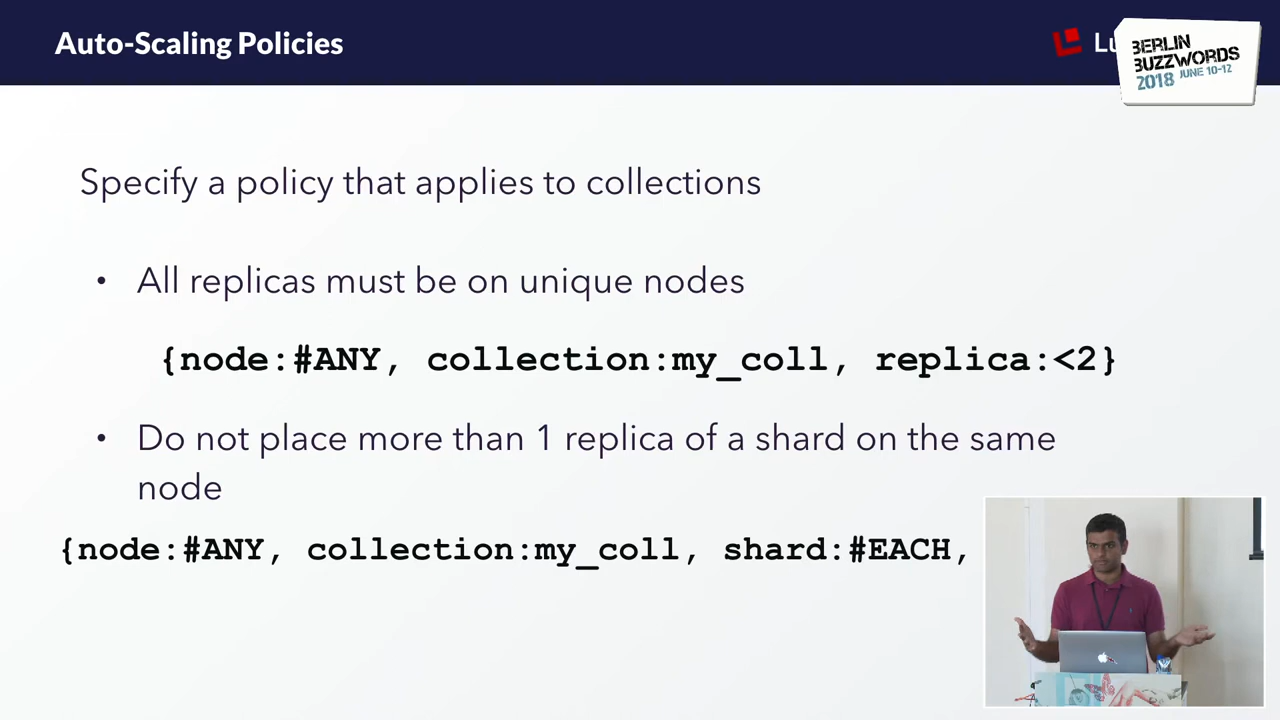 Auto-Scaling Policies
BERLIN
BUZZWORDS
2018 JUNE 10-12
Specify a policy that applies to collections
• All replicas must be on unique nodes
{node:#ANY, collection:my_coll, replica:<2}
• Do not place more than 1 replica of a shard on the same
node
{node:#ANY, collection:my_coll, shard:#EACH,